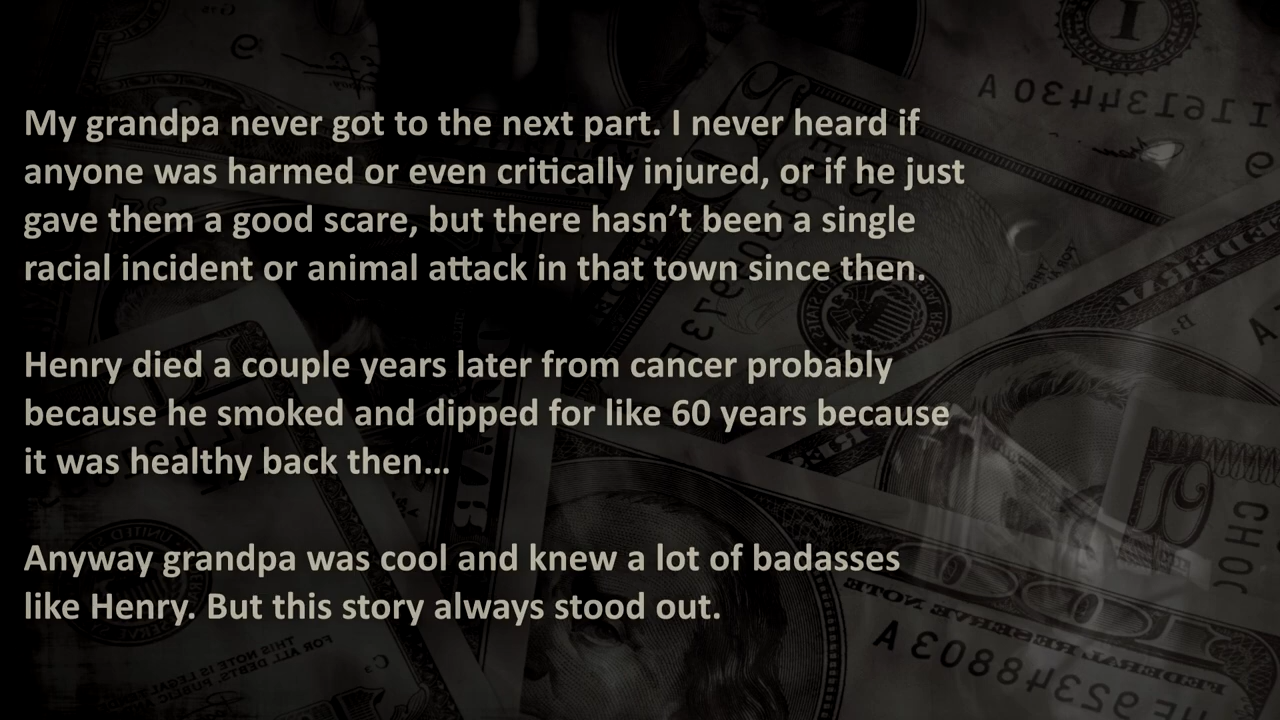 My grandpa never got to the next part. I never heard if
anyone was harmed or even critically injured, or if he just
gave them a good scare, but there hasn’t been a single
racial incident or animal attack in that town since then.
Henry died a couple years later from cancer probably
because he smoked and dipped for like 60 years because
it was healthy back then…
Anyway grandpa was cool and knew a lot of badasses
like Henry. But this story always stood out.